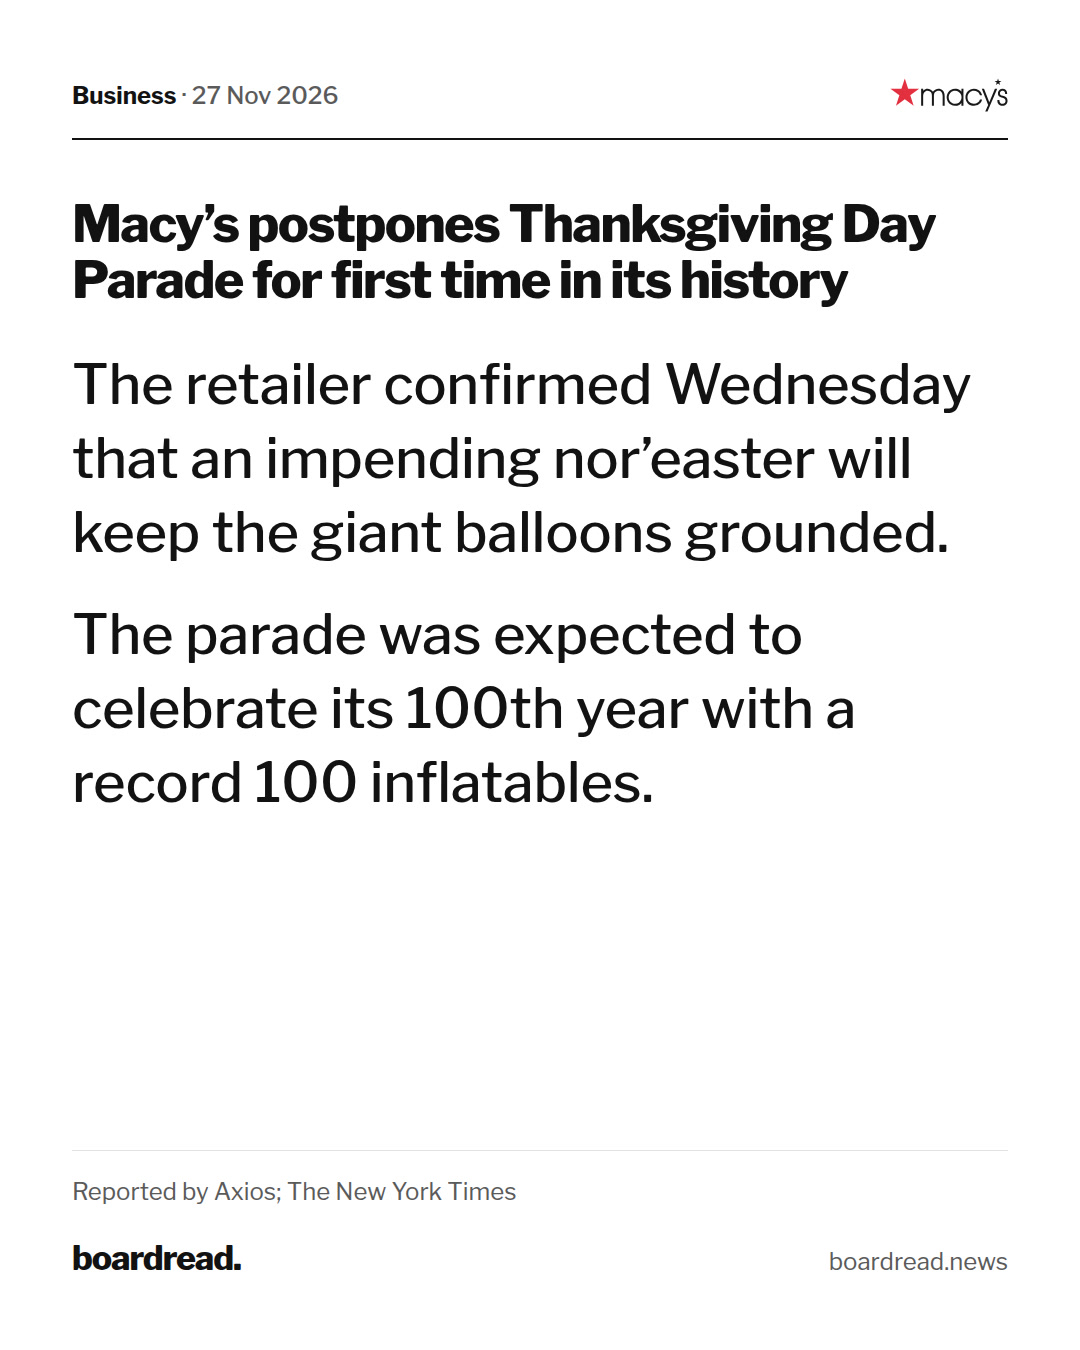 Business · 27 Nov 2026
macy's
Macy’s postpones Thanksgiving Day
Parade for first time in its history
The retailer confirmed Wednesday
that an impending nor’easter will
keep the giant balloons grounded.
The parade was expected to
celebrate its 100th year with a
record 100 inflatables.
Reported by Axios; The New York Times
boardread.
boardread.news